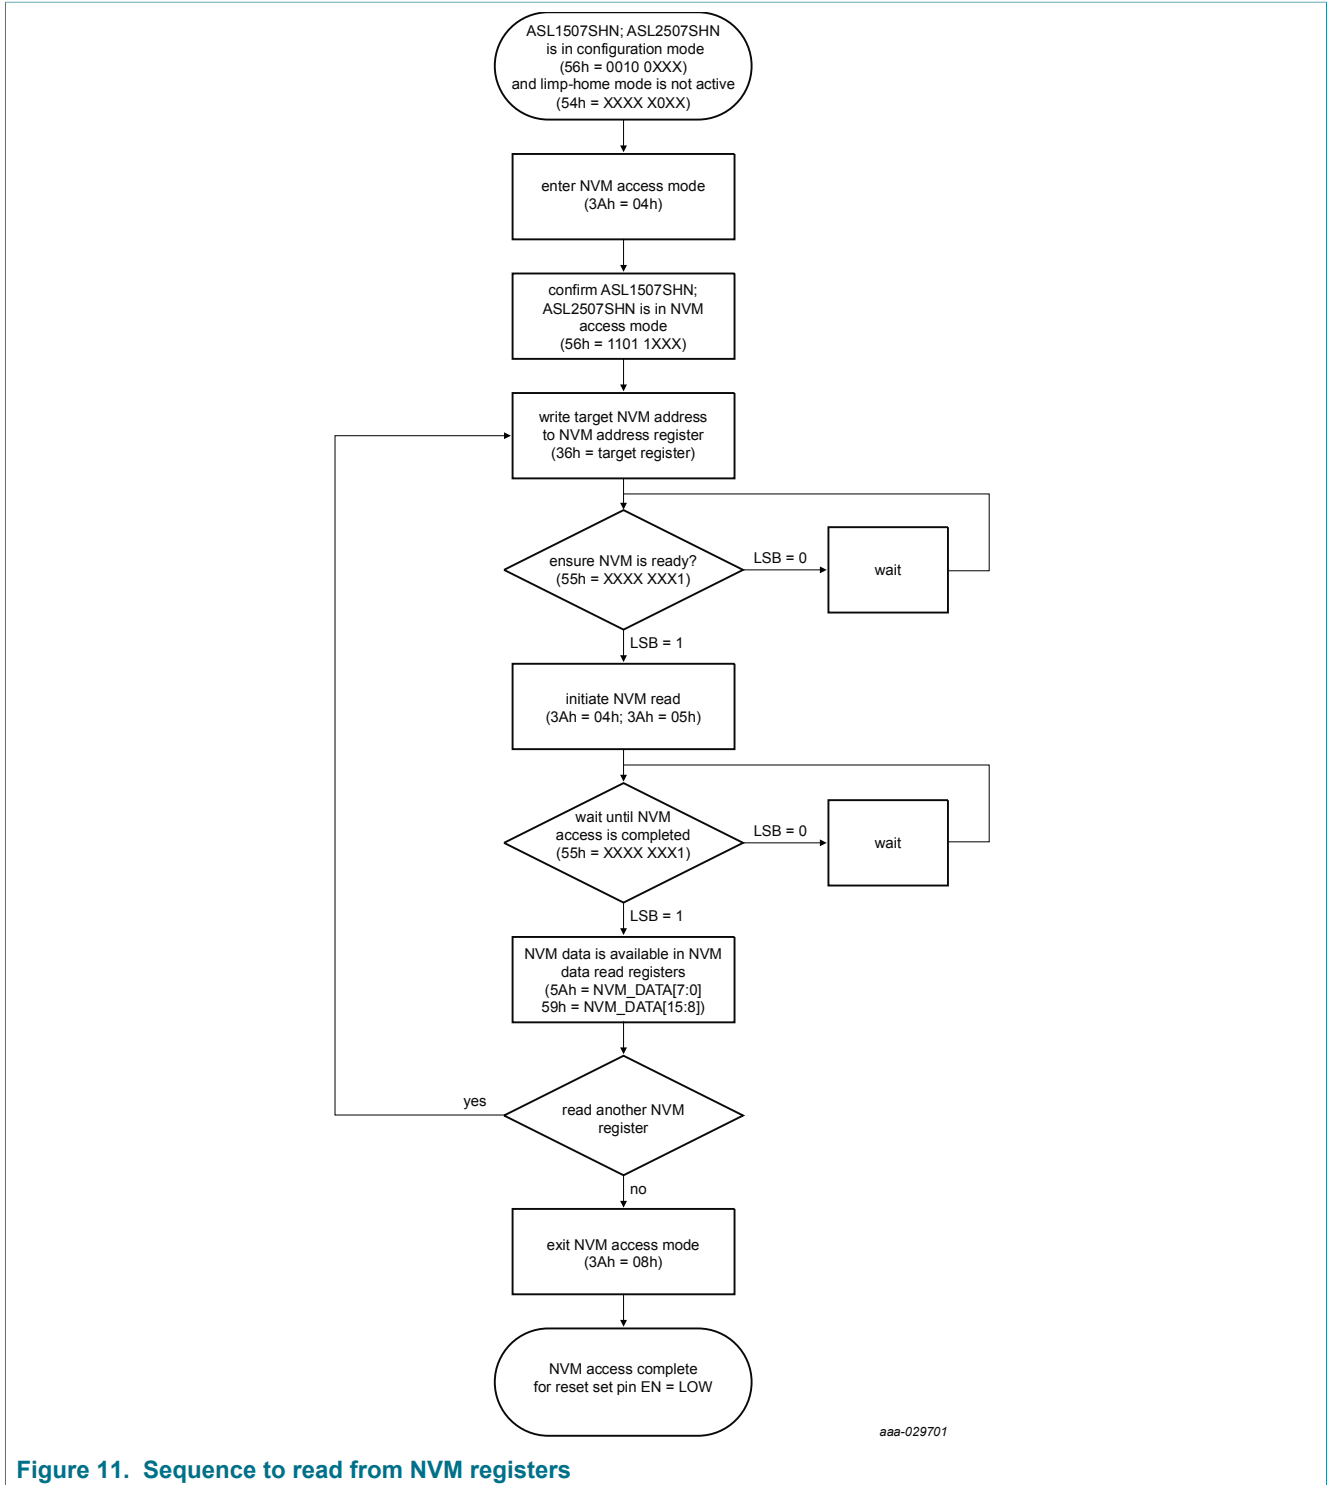 ASL1507SHN; ASL2507SHN
is in configuration mode
(56h = 0010 0XXX)
and limp-home mode is not active
(54h = XXXX X0XX)
enter NVM access mode
(3Ah = 04h)
confirm ASL1507SHN;
ASL2507SHN is in NVM
access mode
(56h = 1101 1XXX)
write target NVM address
to NVM address register
(36h = target register)
ensure NVM is ready?
(55h = XXXX XXX1)
LSB = 0
wait
LSB = 1
initiate NVM read
(3Ah = 04h; 3Ah = 05h)
wait until NVM
access is completed
(55h = XXXX XXX1)
LSB = 0
wait
LSB = 1
NVM data is available in NVM
data read registers
(5Ah = NVM_DATA[7:0]
59h = NVM_DATA[15:8])
yes
read another NVM
register
no
exit NVM access mode
(3Ah = 08h)
NVM access complete
for reset set pin EN = LOW
aaa-029701
Figure 11. Sequence to read from NVM registers